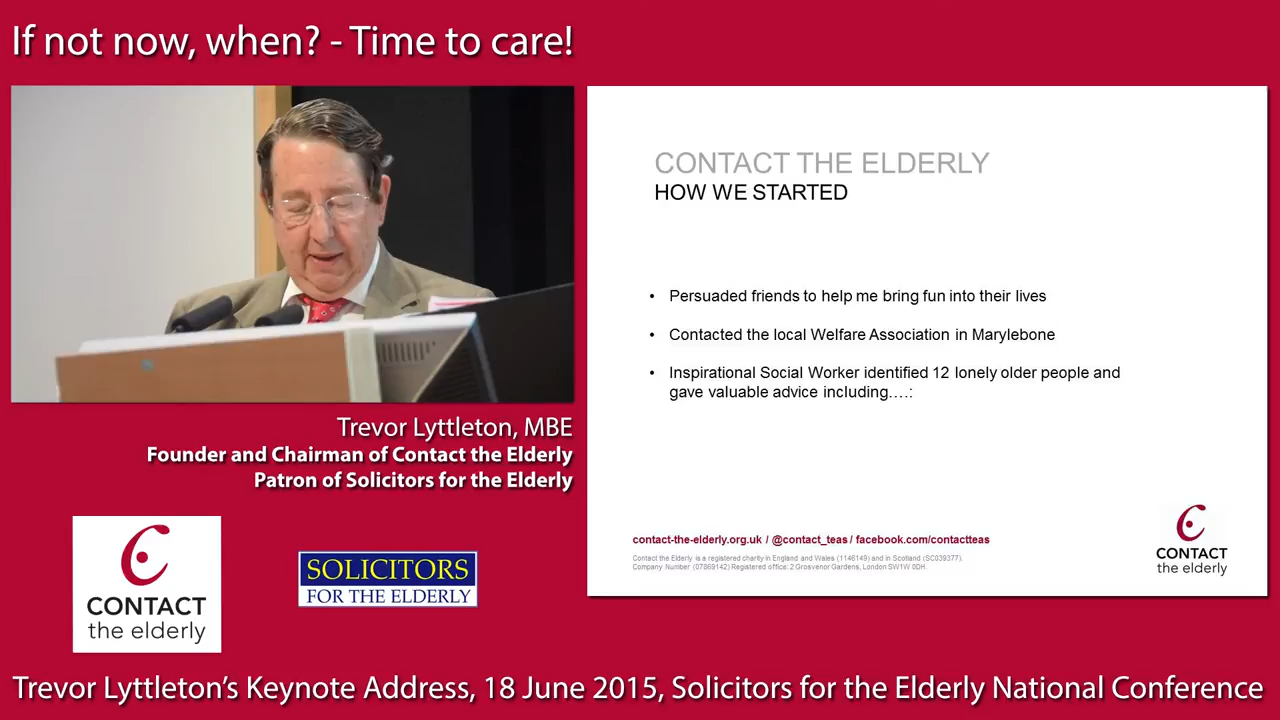 If not now, when? - Time to care!
CONTACT THE ELDERLY
HOW WE STARTED
• Persuaded friends to help me bring fun into their lives
• Contacted the local Welfare Association in Marylebone
• Inspirational Social Worker identified 12 lonely older people and
gave valuable advice including….:
contact-the-elderly.org.uk / @contact_teas / facebook.com/contactteas
Contact the Elderly is a registered charity in England and Wales (1146149) and in Scotland (SC039377).
Company Number (07869142) Registered office: 2 Grosvenor Gardens, London SW1W 0DH.
CONTACT
the elderly
Trevor Lyttleton, MBE
Founder and Chairman of Contact the Elderly
Patron of Solicitors for the Elderly
CONTACT
the elderly
SOLICITORS
FOR THE ELDERLY
Trevor Lyttleton’s Keynote Address, 18 June 2015, Solicitors for the Elderly National Conference